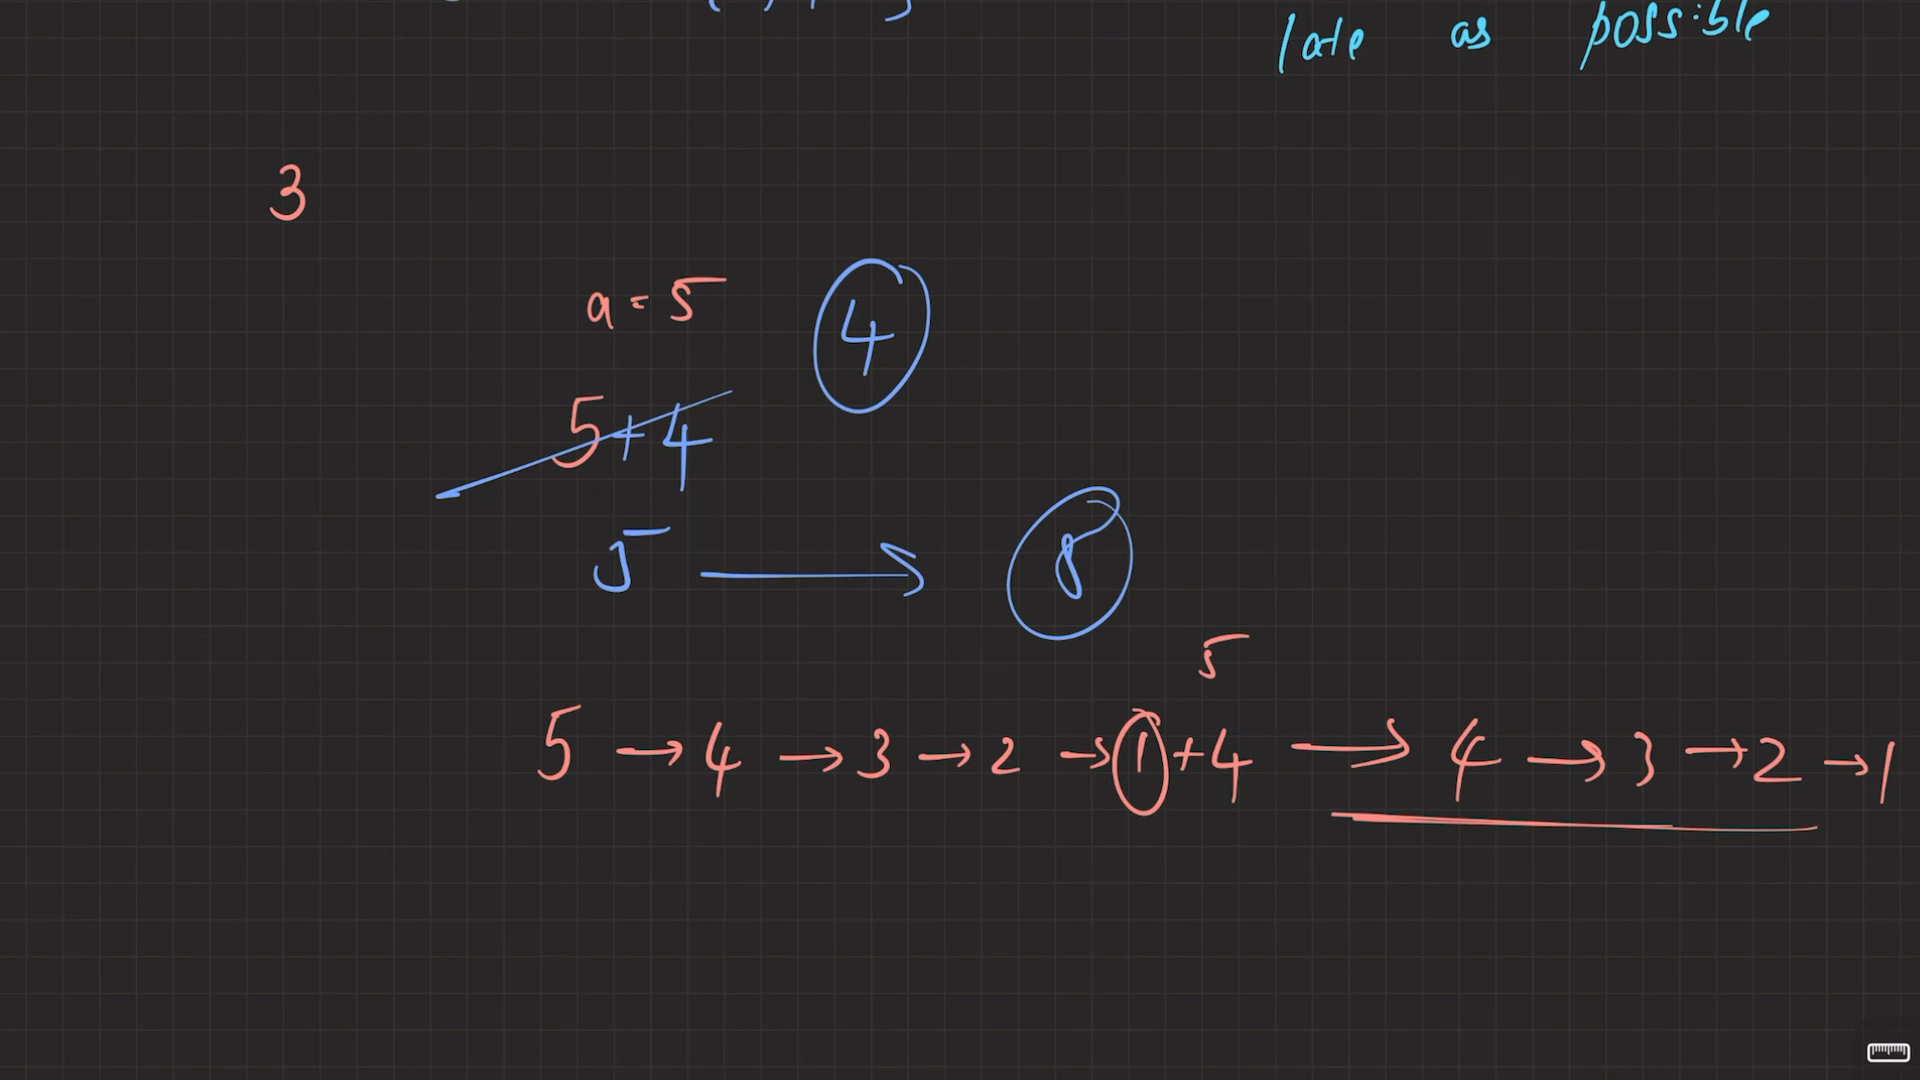 late as possible
3
a = 5
4
5 + 4
5 → 8
5
5 → 4 → 3 → 2 → 1 + 4 → 4 → 3 → 2 → 1